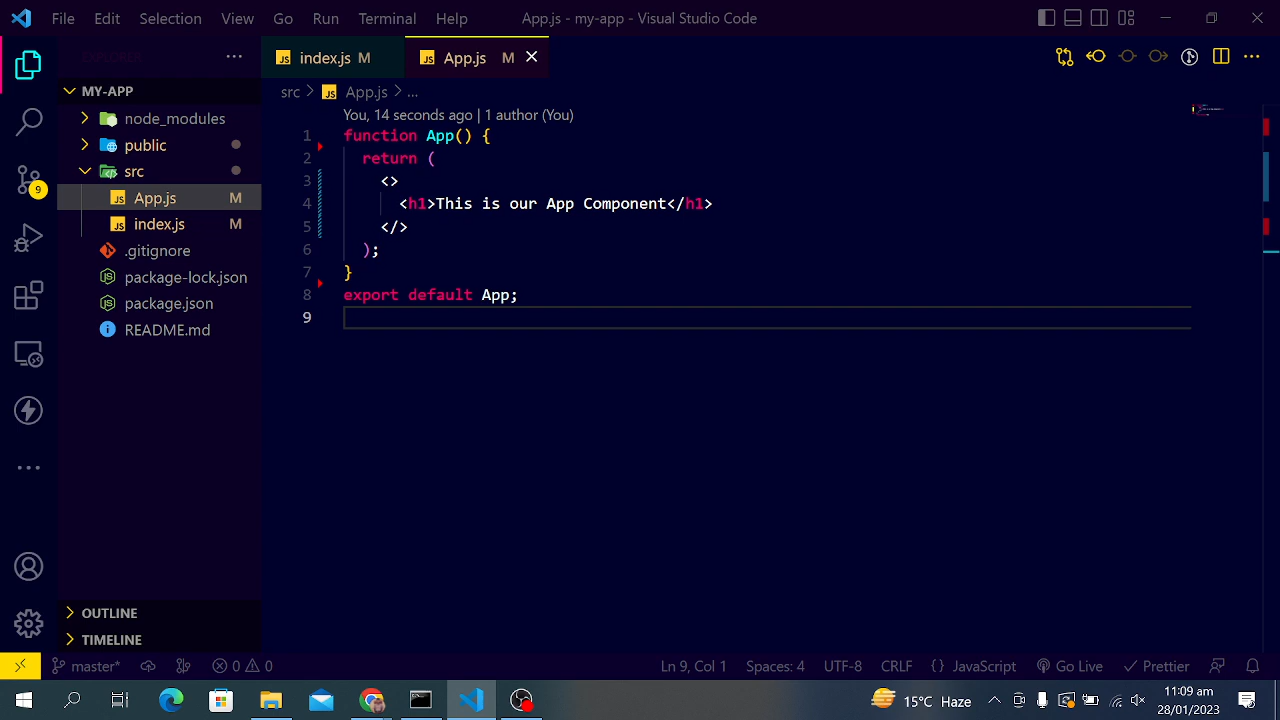 File Edit Selection View Go Run Terminal Help App.js - my-app - Visual Studio Code
EXPLORER
index.js M
App.js M
MY-APP
node_modules
public
src
App.js M
index.js M
.gitignore
package-lock.json
package.json
README.md
OUTLINE
TIMELINE
9
src > App.js > ...
You, 14 seconds ago | 1 author (You)
1 function App() {
2 return (
3 <>
4 <h1>This is our App Component</h1>
5 </>
6 );
7 }
8 export default App;
9
master* 0 0 Ln 9, Col 1 Spaces: 4 UTF-8 CRLF {} JavaScript Go Live Prettier
15°C Haze 11:09 am
28/01/2023